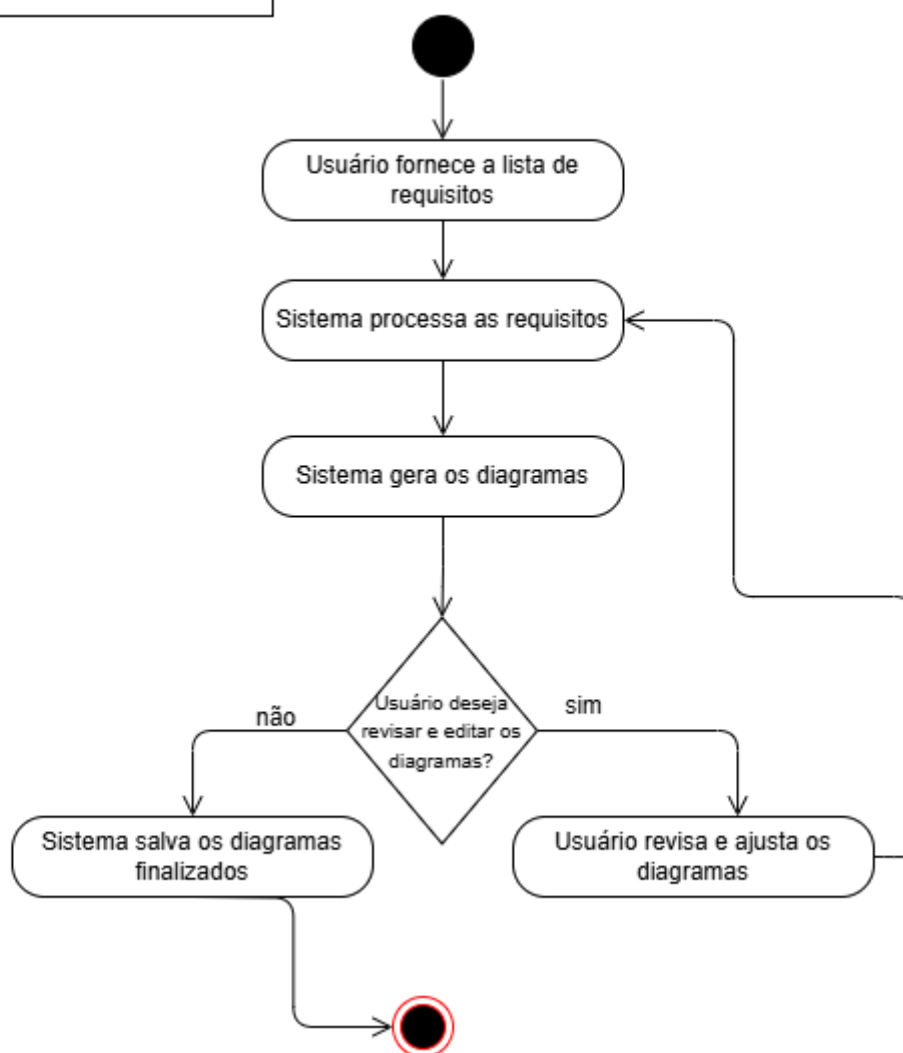 Usuário fornece a lista de
requisitos
Sistema processa as requisitos
Sistema gera os diagramas
Usuário deseja
revisar e editar os
diagramas?
não
sim
Sistema salva os diagramas
finalizados
Usuário revisa e ajusta os
diagramas